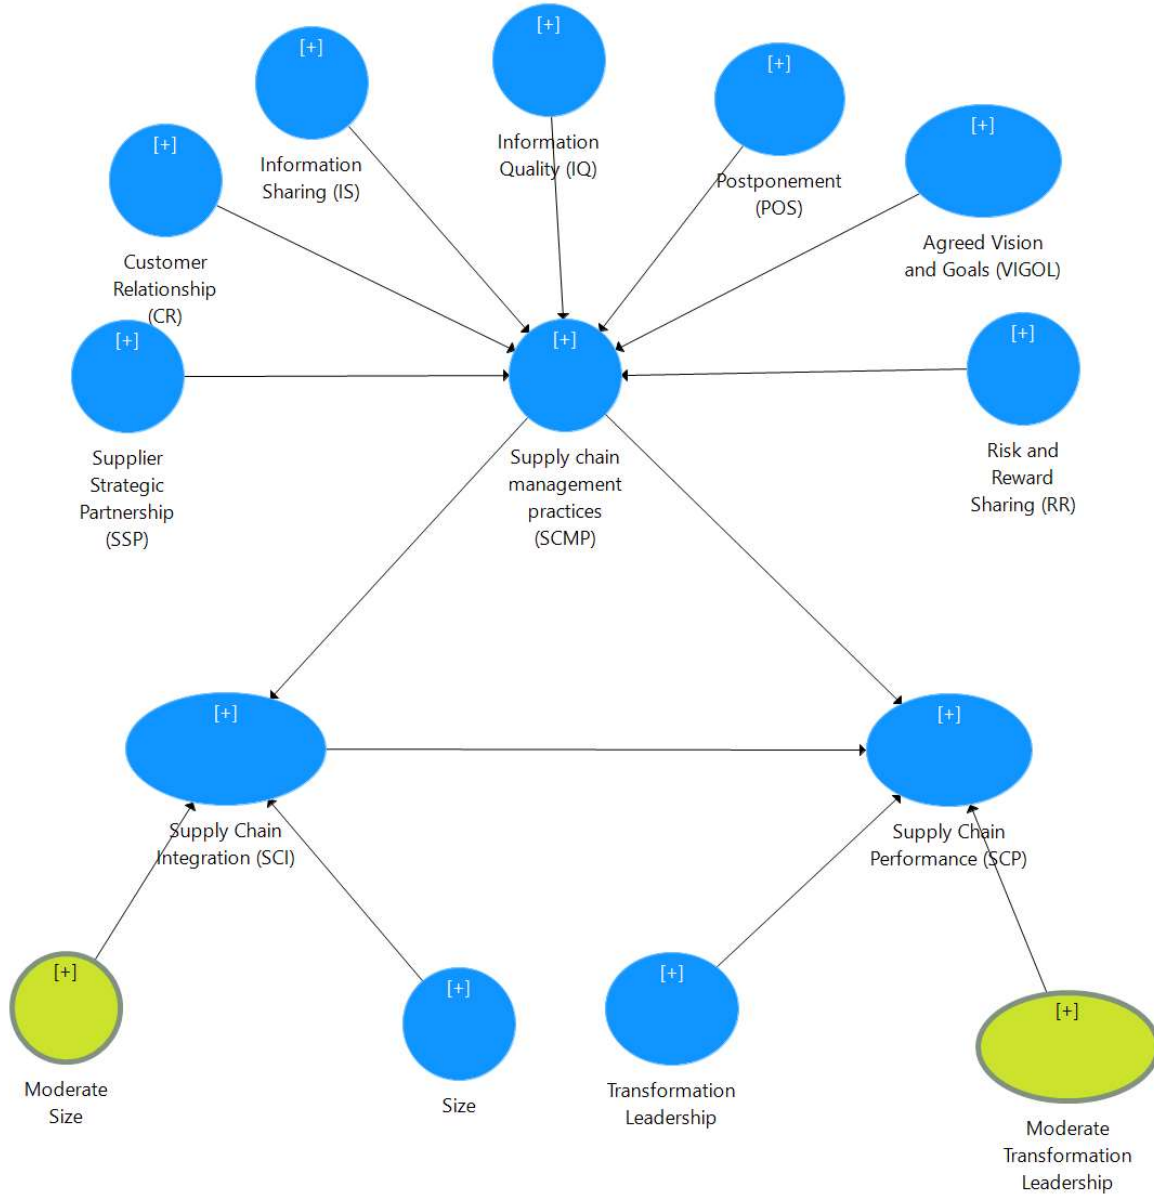 [+]
Information
Sharing (IS)
[+]
Information
Quality (IQ)
[+]
Postponement
(POS)
[+]
Agreed Vision
and Goals (VIGOL)
[+]
Customer
Relationship
(CR)
[+]
Supplier
Strategic
Partnership
(SSP)
[+]
Supply chain
management
practices
(SCMP)
[+]
Risk and
Reward
Sharing (RR)
[+]
Supply Chain
Integration (SCI)
[+]
Supply Chain
Performance (SCP)
[+]
Moderate
Size
[+]
Size
[+]
Transformation
Leadership
[+]
Moderate
Transformation
Leadership